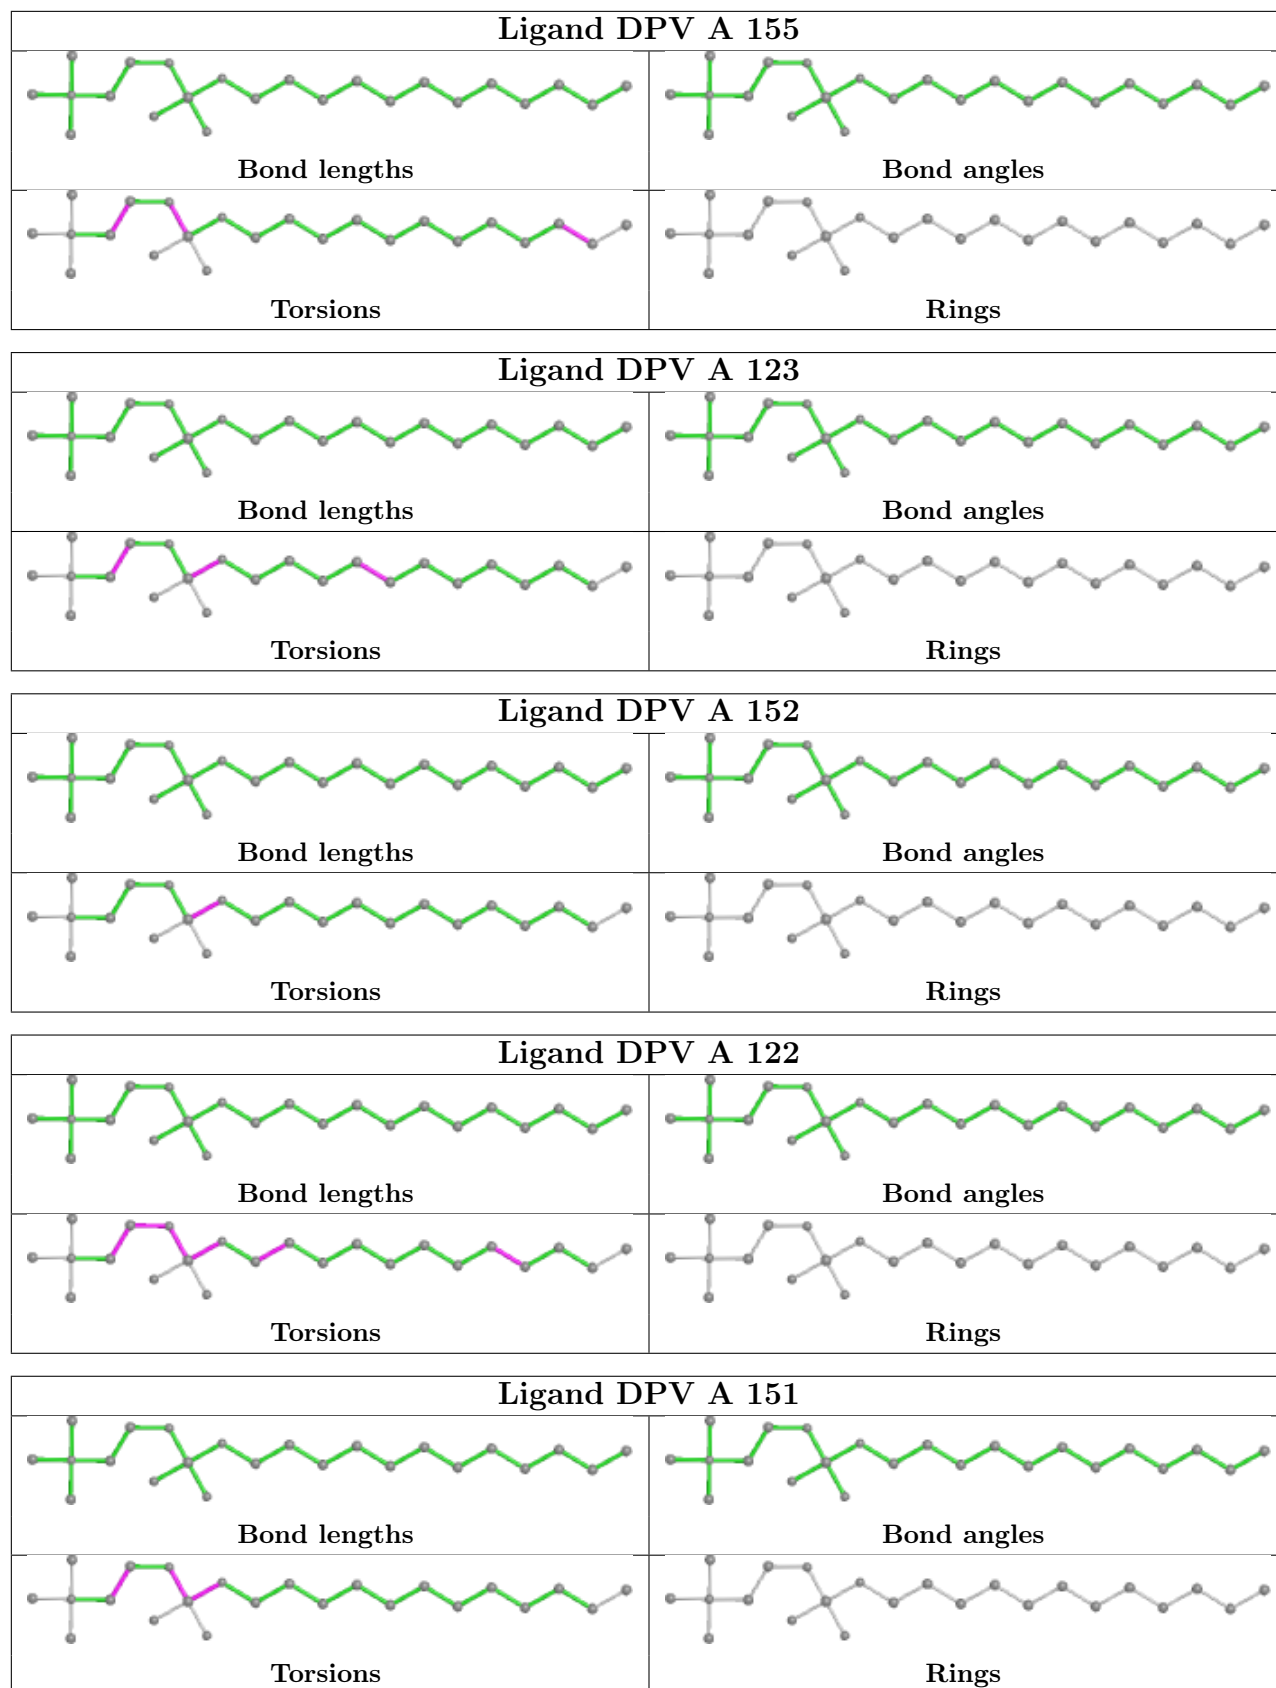 Ligand DPV A 155
Bond lengths
Bond angles
Torsions
Rings
Ligand DPV A 123
Bond lengths
Bond angles
Torsions
Rings
Ligand DPV A 152
Bond lengths
Bond angles
Torsions
Rings
Ligand DPV A 122
Bond lengths
Bond angles
Torsions
Rings
Ligand DPV A 151
Bond lengths
Bond angles
Torsions
Rings